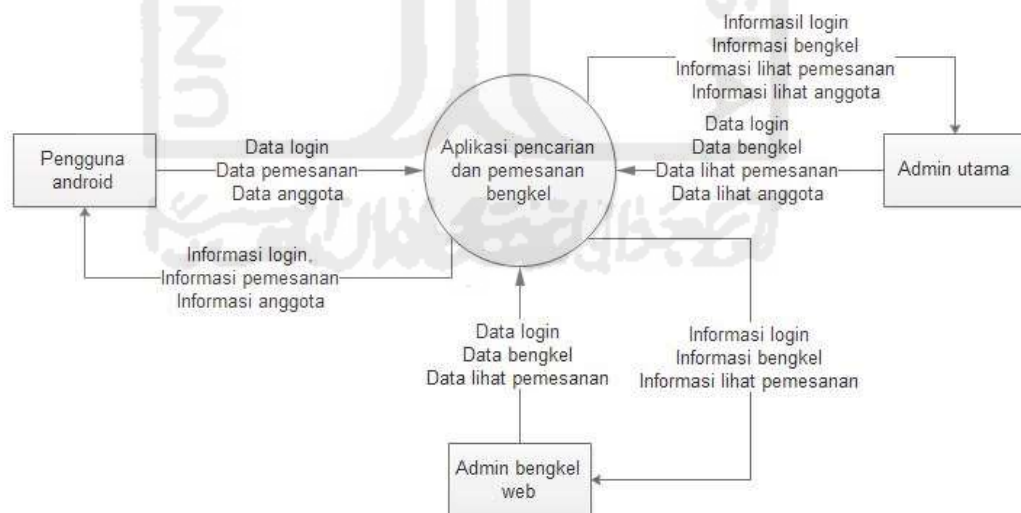 Informasil login
Informasi bengkel
Informasi lihat pemesanan
Informasi lihat anggota
Pengguna
android
Data login
Data pemesanan
Data anggota
Aplikasi pencarian
dan pemesanan
bengkel
Data login
Data bengkel
Data lihat pemesanan
Data lihat anggota
Admin utama
Informasi login,
Informasi pemesanan
Informasi anggota
Data login
Data bengkel
Data lihat pemesanan
Informasi login
Informasi bengkel
Informasi lihat pemesanan
Admin bengkel
web